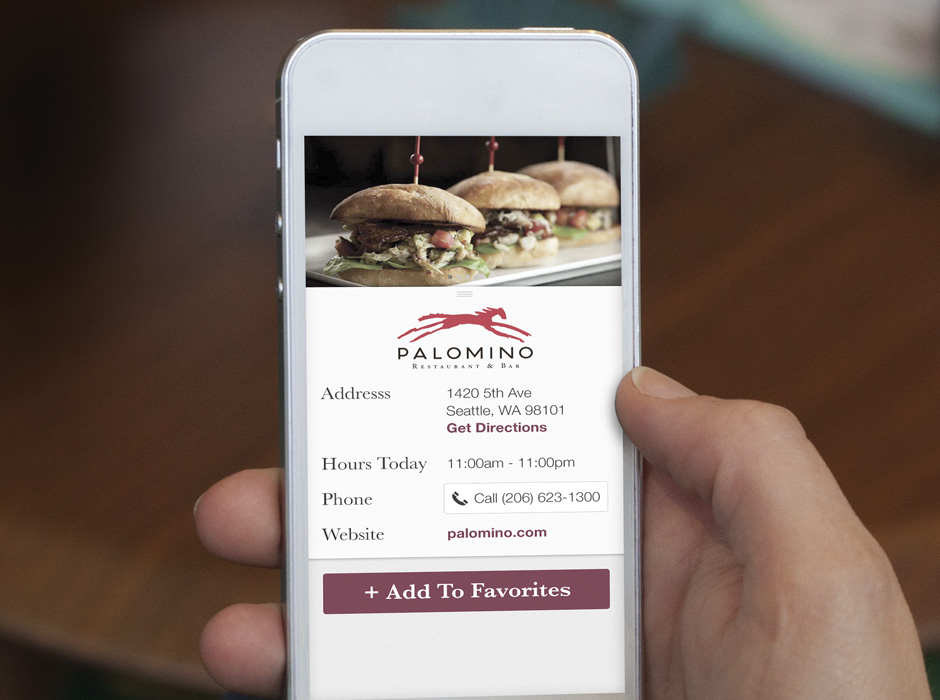 PALOMINO
RESTAURANT & BAR
Addresss
1420 5th Ave
Seattle, WA 98101
Get Directions
Hours Today
11:00am - 11:00pm
Phone
Call (206) 623-1300
Website
palomino.com
+ Add To Favorites